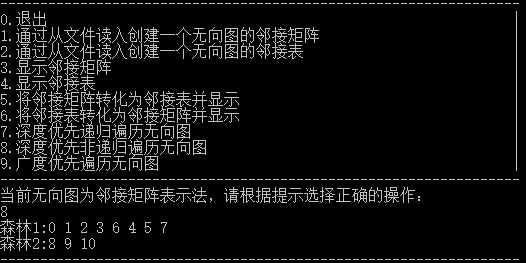 0.退出
1.通过从文件读入创建一个无向图的邻接矩阵
2.通过从文件读入创建一个无向图的邻接表
3.显示邻接矩阵
4.显示邻接表
5.将邻接矩阵转化为邻接表并显示
6.将邻接表转化为邻接矩阵并显示
7.深度优先递归遍历无向图
8.深度优先非递归遍历无向图
9.广度优先遍历无向图
当前无向图为邻接矩阵表示法，请根据提示选择正确的操作：
8
森林1:0 1 2 3 6 4 5 7
森林2:8 9 10